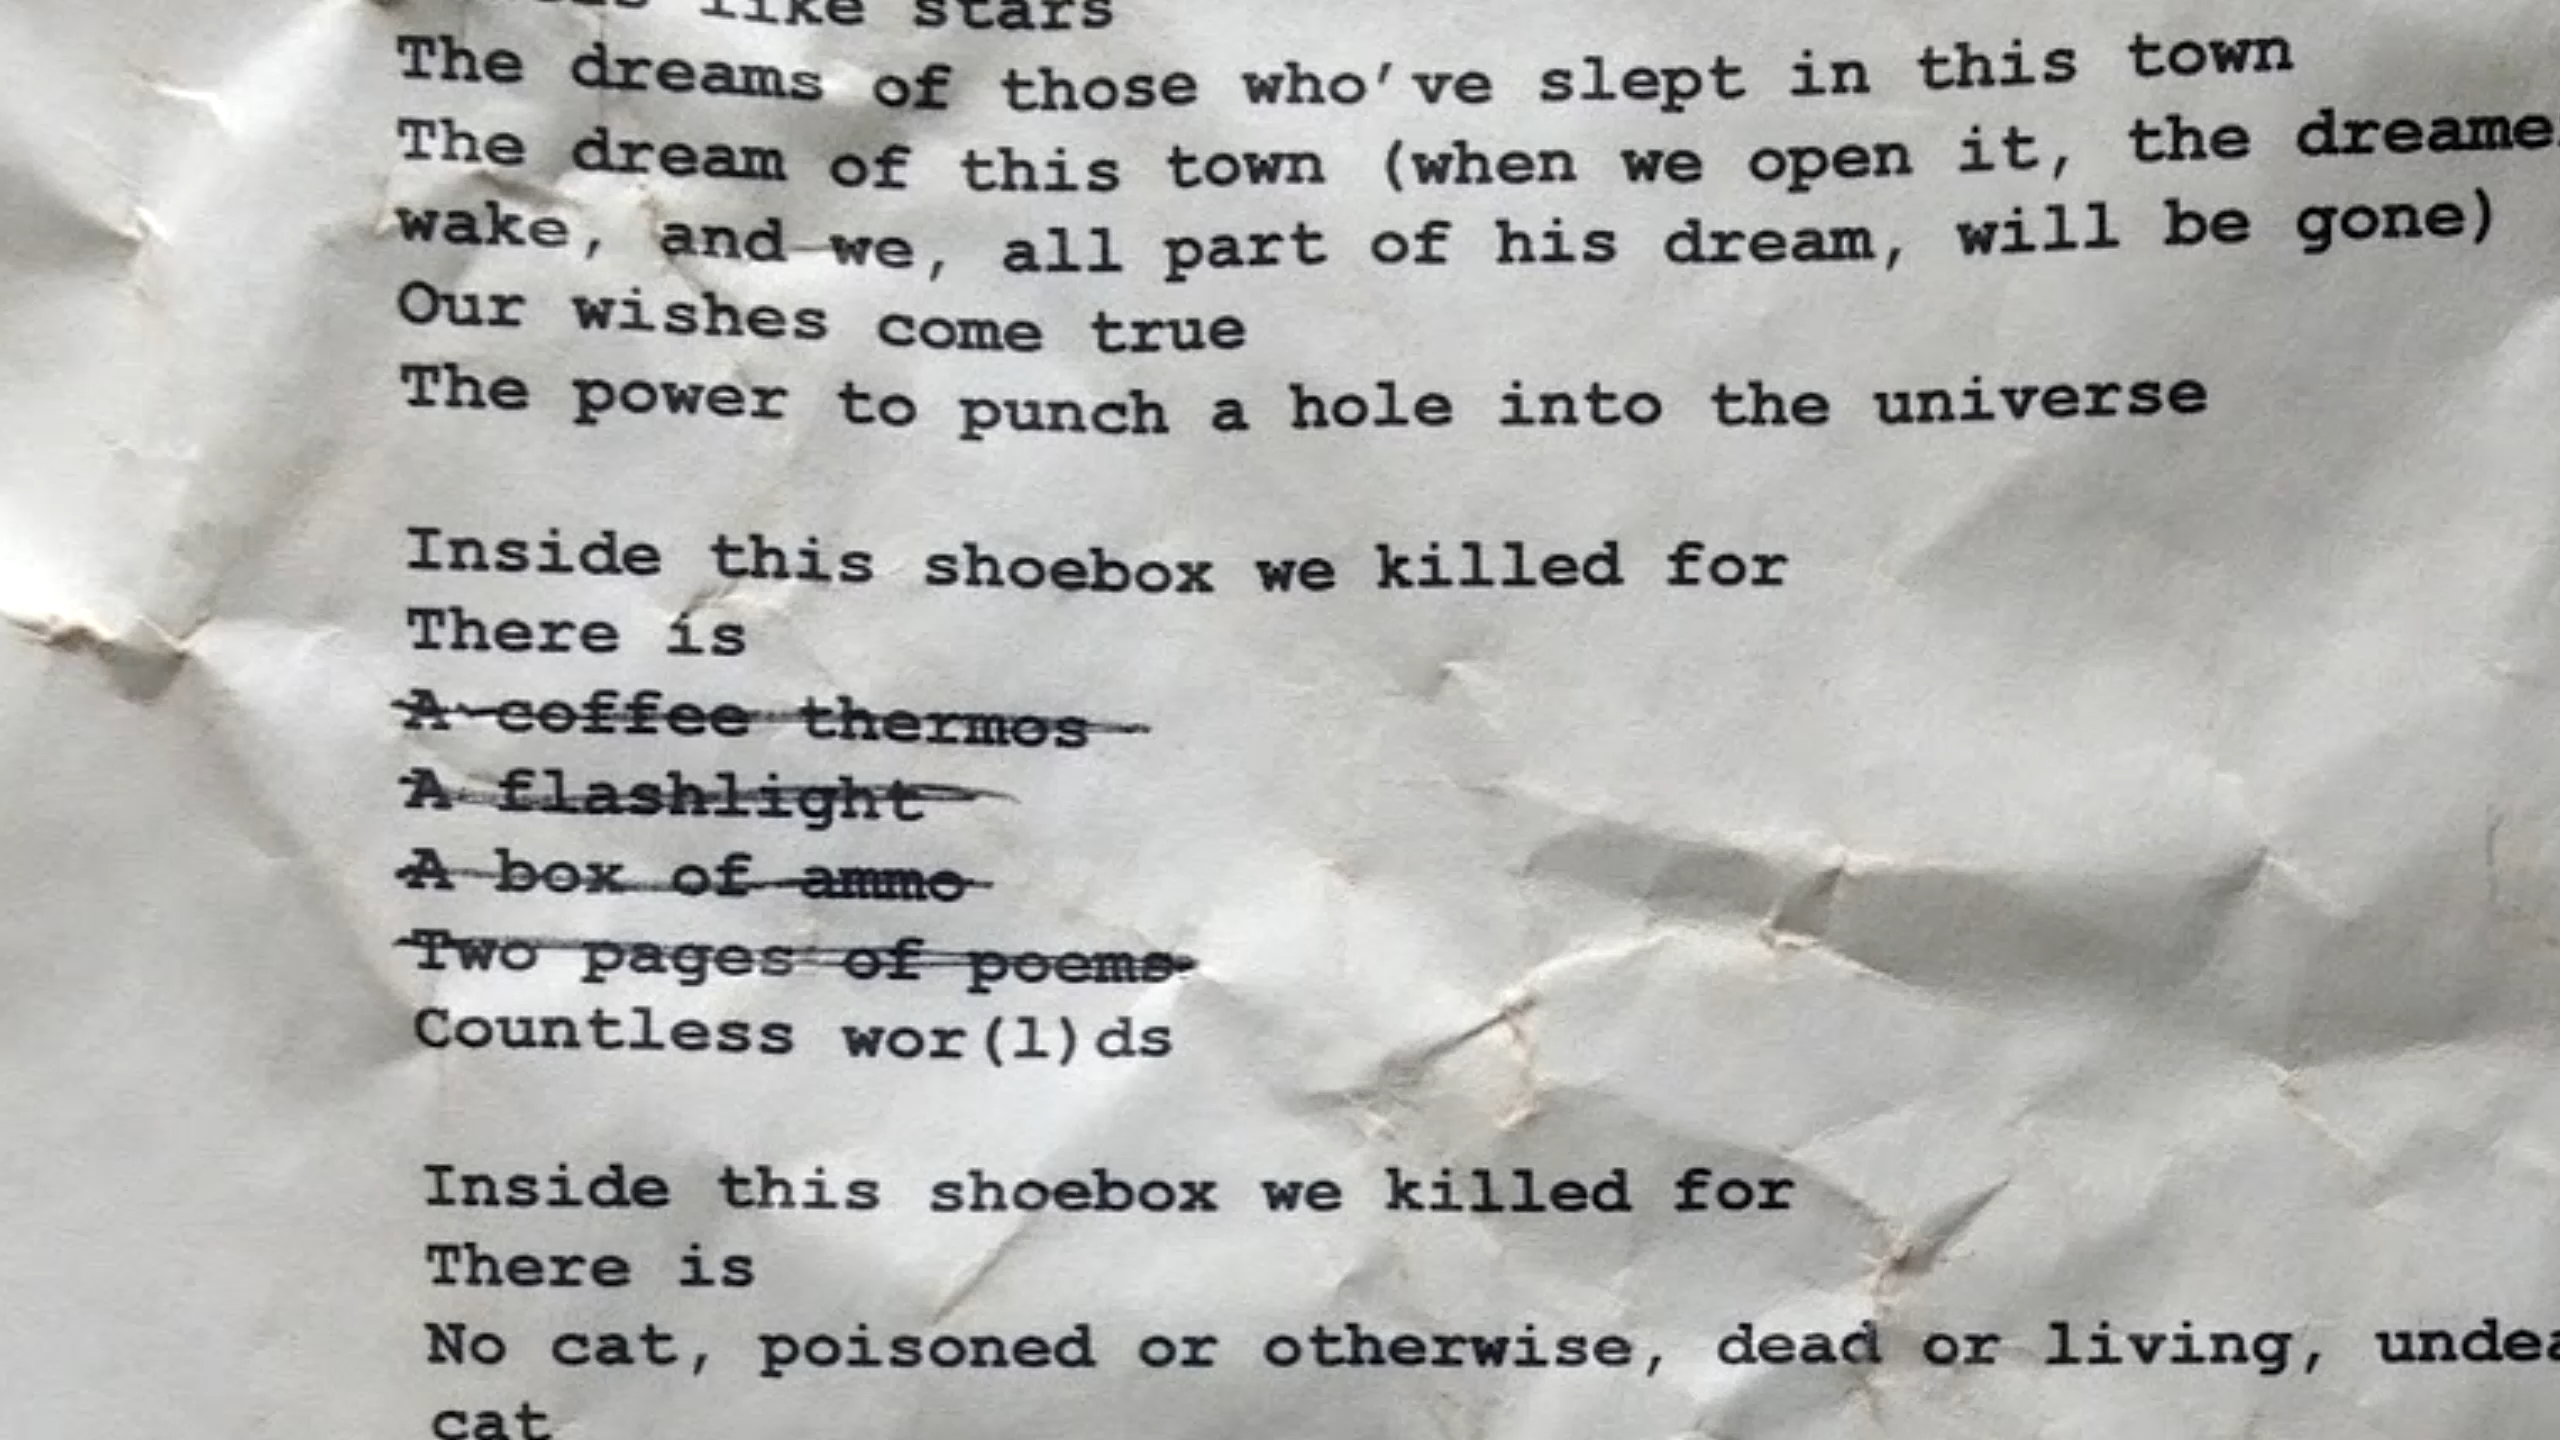 like stars
The dreams of those who've slept in this town
The dream of this town (when we open it, the
wake, and we, all part of his dream, will be gone)
Our wishes come true
The power to punch a hole into the universe
Inside this shoebox we killed for
There is
A coffee thermos
A flashlight
A box of ammo
Two pages of poems
Countless wor(l)ds
Inside this shoebox we killed for
There is
No cat, poisoned or otherwise, dead or living,
cat